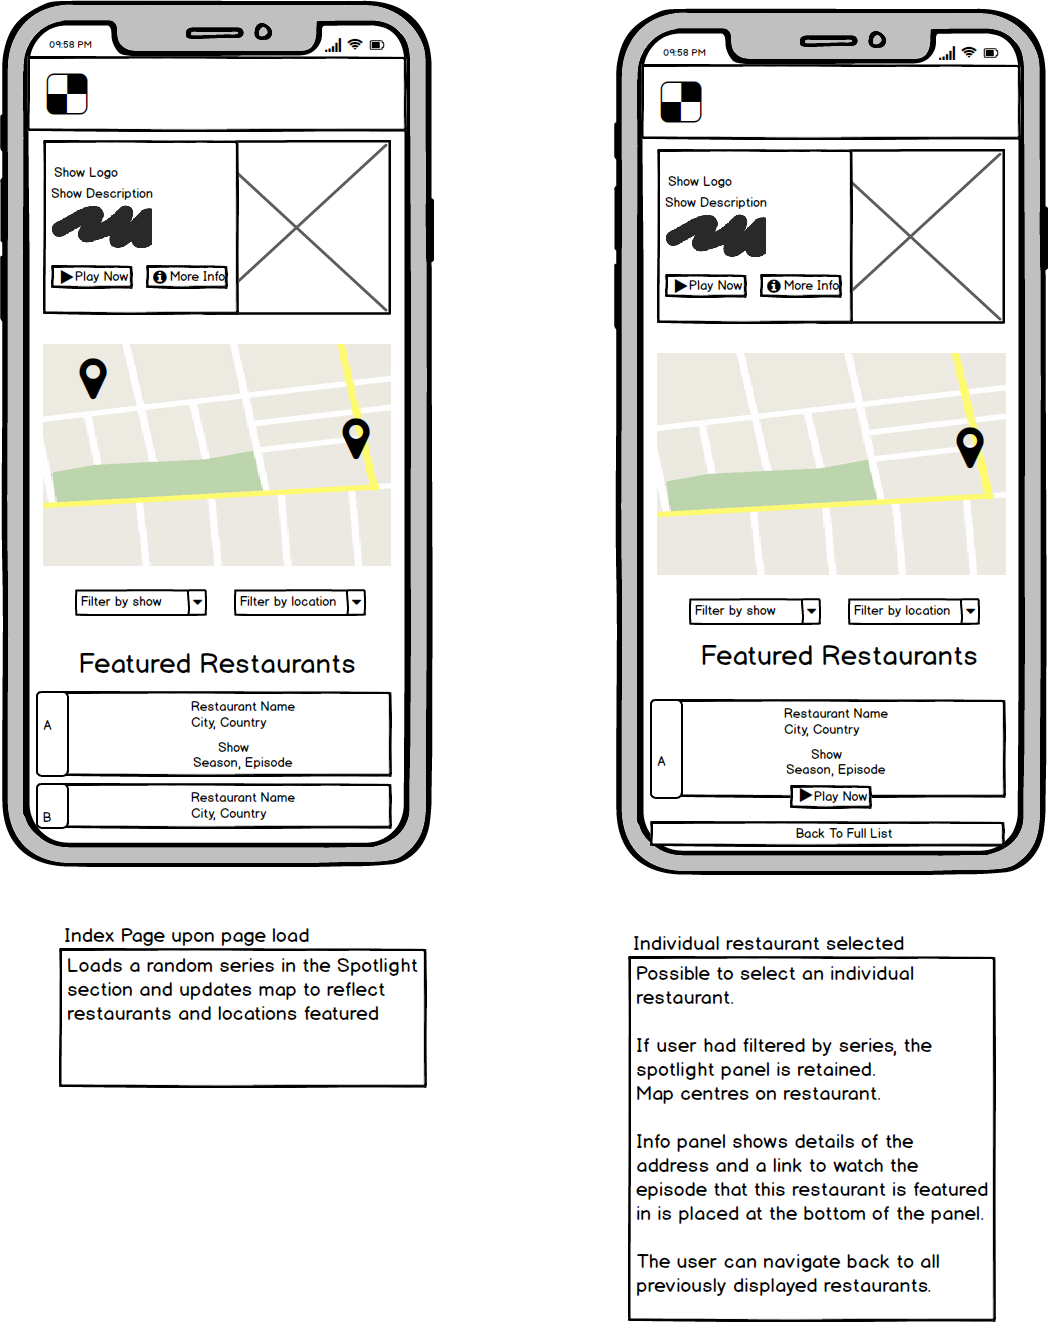 09:58 PM
Show Logo
Show Description
Play Now
More Info
Filter by show
Filter by location
Featured Restaurants
A
Restaurant Name
City, Country
Show
Season, Episode
B
Restaurant Name
City, Country
Index Page upon page load
Loads a random series in the Spotlight
section and updates map to reflect
restaurants and locations featured
09:58 PM
Show Logo
Show Description
Play Now
More Info
Filter by show
Filter by location
Featured Restaurants
A
Restaurant Name
City, Country
Show
Season, Episode
Play Now
Back To Full List
Individual restaurant selected
Possible to select an individual
restaurant.
If user had filtered by series, the
spotlight panel is retained.
Map centres on restaurant.
Info panel shows details of the
address and a link to watch the
episode that this restaurant is featured
in is placed at the bottom of the panel.
The user can navigate back to all
previously displayed restaurants.